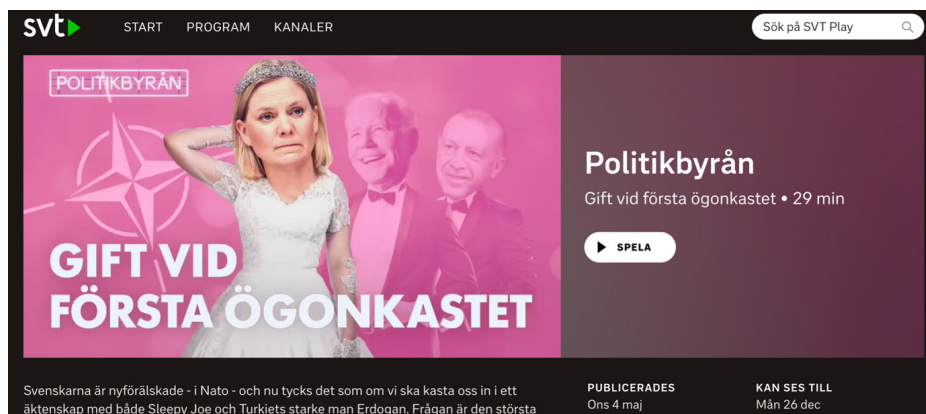 svt
START PROGRAM KANALER
Sök på SVT Play
POLITIKBYRÅN
GIFT VID
FÖRSTA ÖGONKASTET
Politikbyrån
Gift vid första ögonkastet • 29 min
SPELA
Svenskarna är nyförälskade - i Nato - och nu tycks det som om vi ska kasta oss in i ett
äktenskap med både Sleepy Joe och Turkiets starke man Erdogan. Frågan är den största
PUBLICERADES
Ons 4 maj
KAN SES TILL
Mån 26 dec